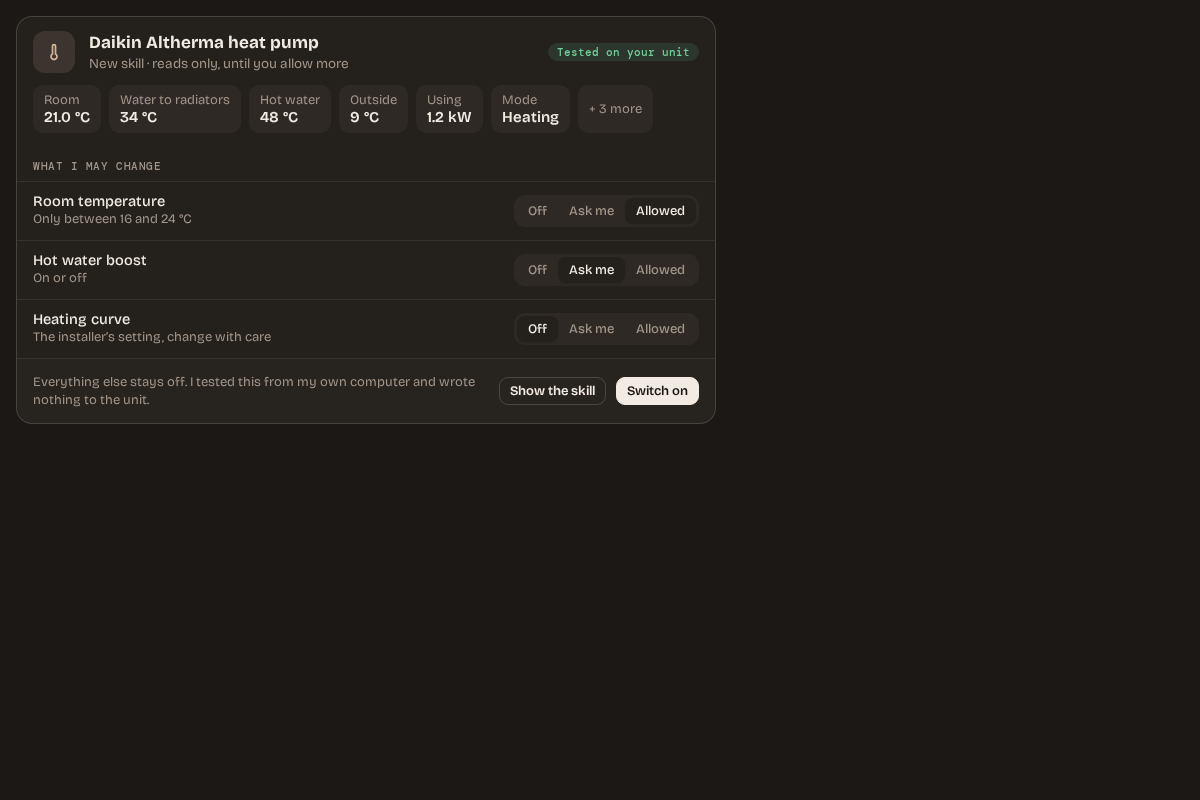 Daikin Altherma heat pump
New skill · reads only, until you allow more
Tested on your unit
Room
21.0 °C
Water to radiators
34 °C
Hot water
48 °C
Outside
9 °C
Using
1.2 kW
Mode
Heating
+ 3 more
WHAT I MAY CHANGE
Room temperature
Only between 16 and 24 °C
Off Ask me Allowed
Hot water boost
On or off
Off Ask me Allowed
Heating curve
The installer's setting, change with care
Off Ask me Allowed
Everything else stays off. I tested this from my own computer and wrote
nothing to the unit.
Show the skill
Switch on